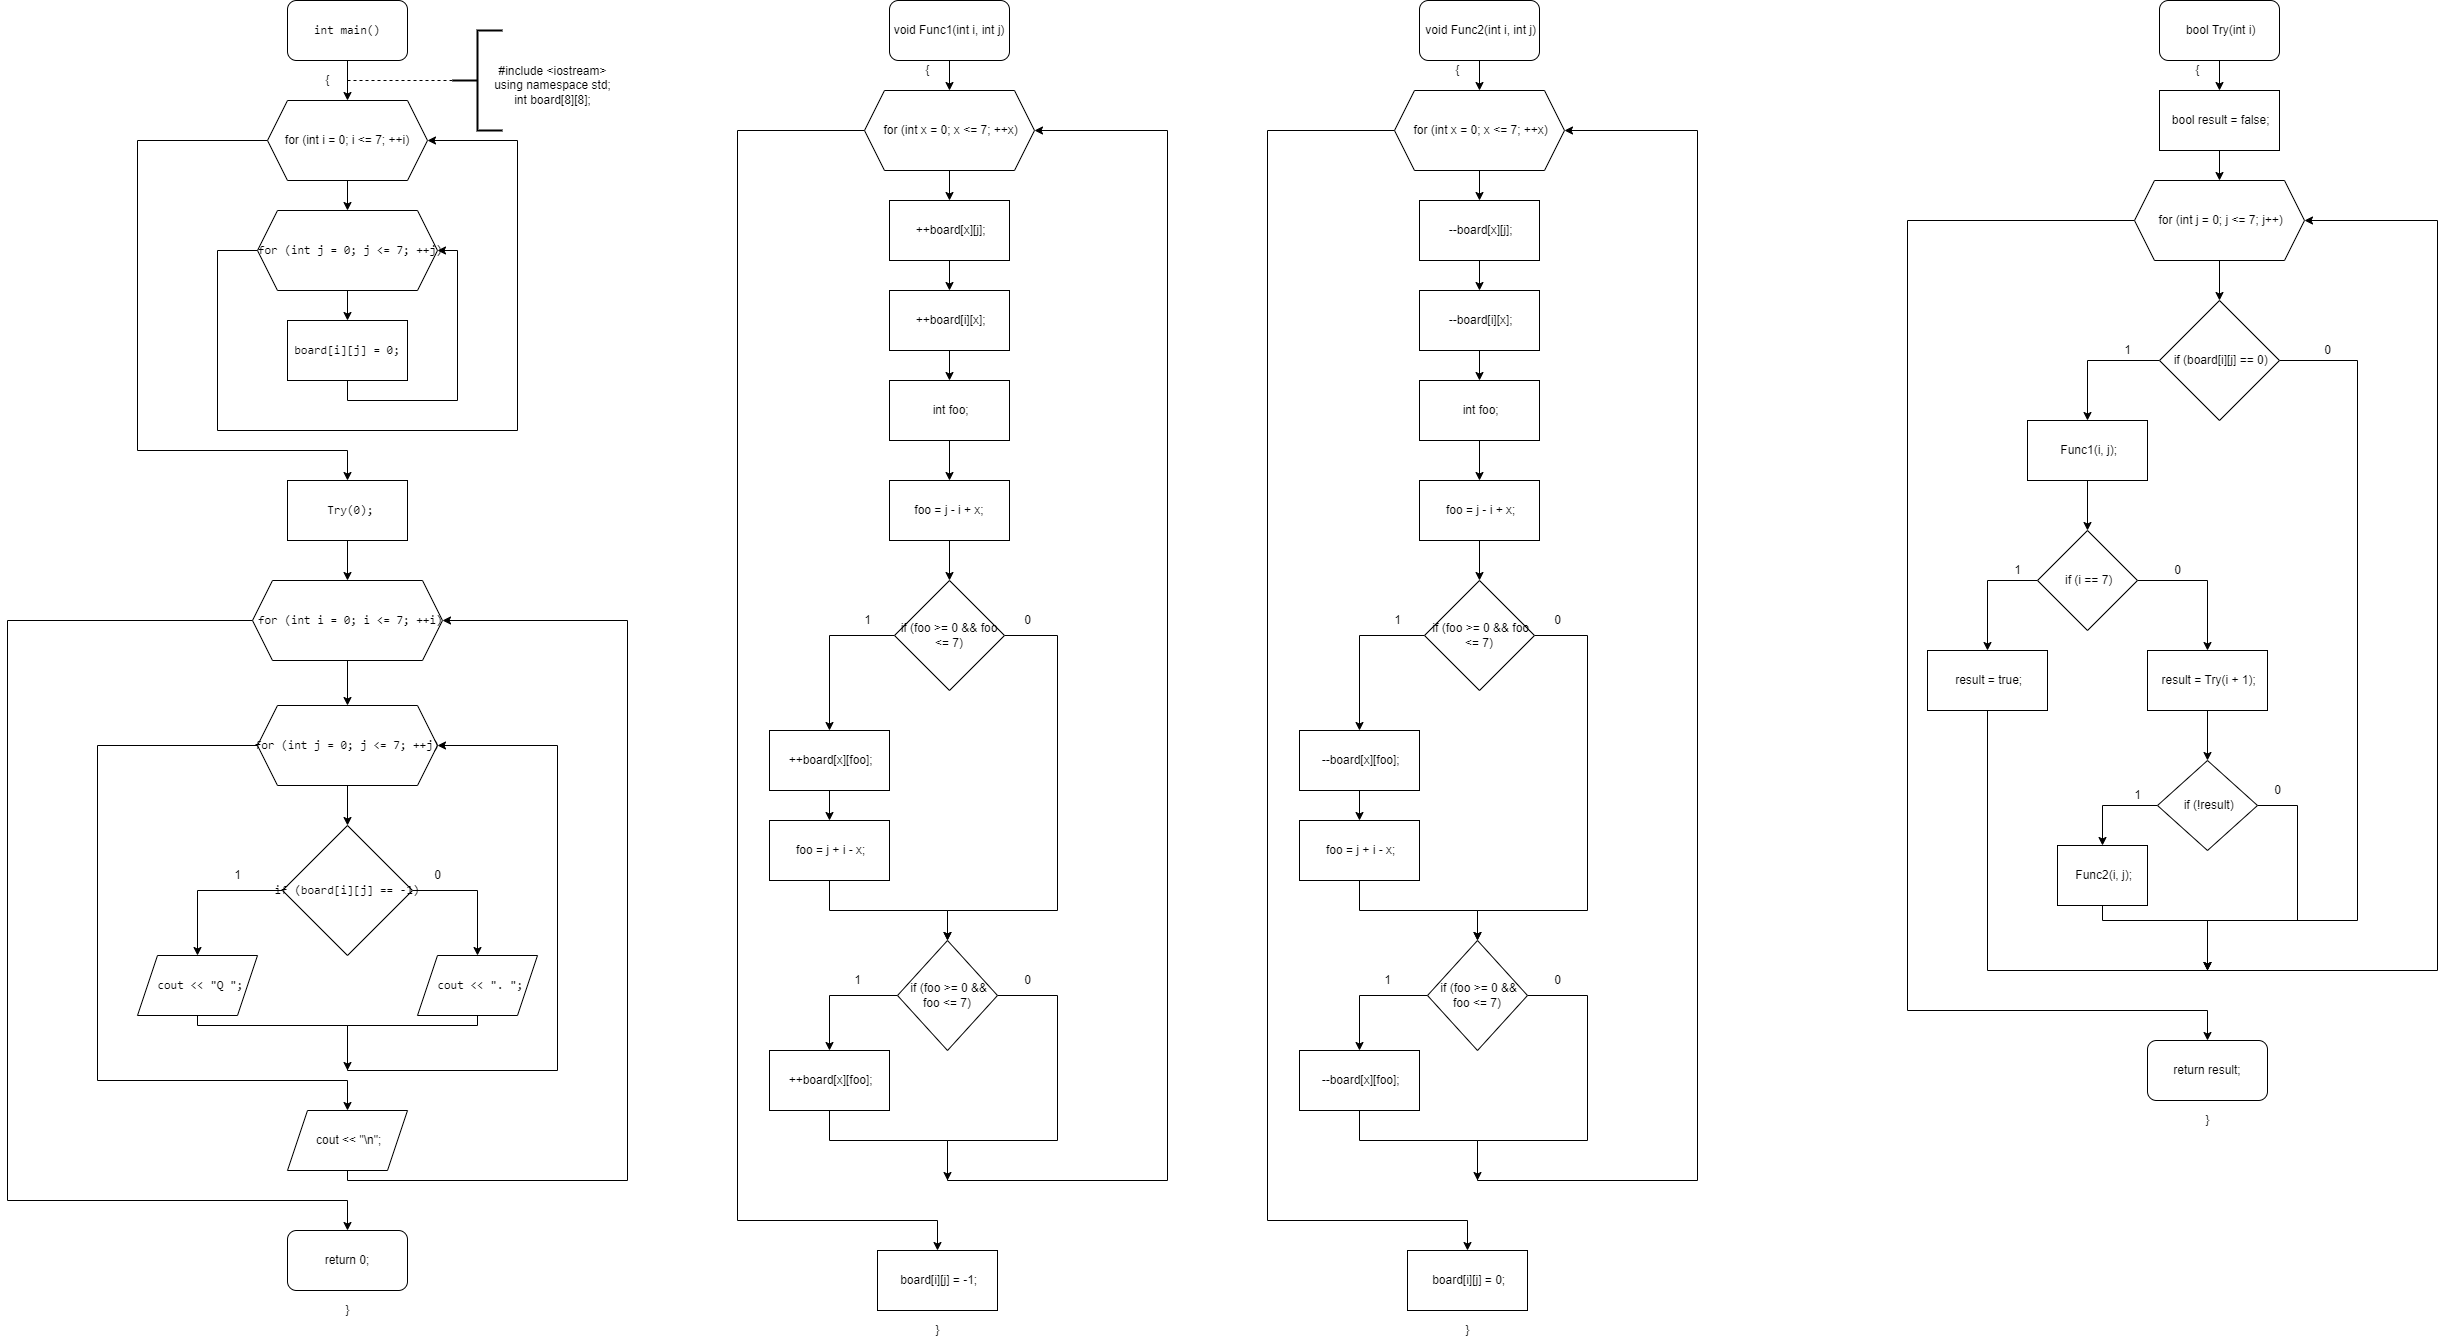 int main()
{
#include <iostream>
using namespace std;
int board[8][8];
for (int i = 0; i <= 7; ++i)
for (int j = 0; j <= 7; ++j)
board[i][j] = 0;
Try(0);
for (int i = 0; i <= 7; ++i)
for (int j = 0; j <= 7; ++j)
if (board[i][j] == -1)
1
0
cout << "Q ";
cout << ". ";
cout << "\n";
return 0;
}
void Func1(int i, int j)
{
for (int x = 0; x <= 7; ++x)
++board[x][j];
++board[i][x];
int foo;
foo = j - i + x;
if (foo >= 0 && foo
<= 7)
1
0
++board[x][foo];
foo = j + i - x;
if (foo >= 0 &&
foo <= 7)
1
0
++board[x][foo];
board[i][j] = -1;
}
void Func2(int i, int j)
{
for (int x = 0; x <= 7; ++x)
--board[x][j];
--board[i][x];
int foo;
foo = j - i + x;
if (foo >= 0 && foo
<= 7)
1
0
--board[x][foo];
foo = j + i - x;
if (foo >= 0 &&
foo <= 7)
1
0
--board[x][foo];
board[i][j] = 0;
}
bool Try(int i)
{
bool result = false;
for (int j = 0; j <= 7; j++)
if (board[i][j] == 0)
1
0
Func1(i, j);
if (i == 7)
1
0
result = true;
result = Try(i + 1);
if (!result)
1
0
Func2(i, j);
return result;
}